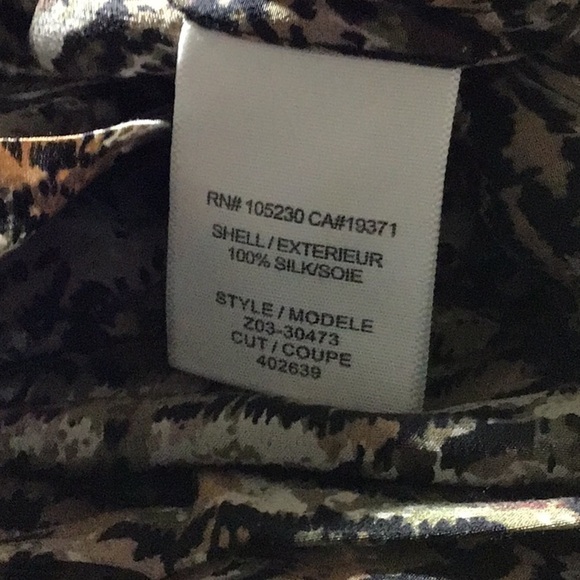 RN# 105230 CA#19371
SHELL / EXTERIEUR
100% SILK/SOIE
STYLE / MODELE
Z03-30473
CUT / COUPE
402639